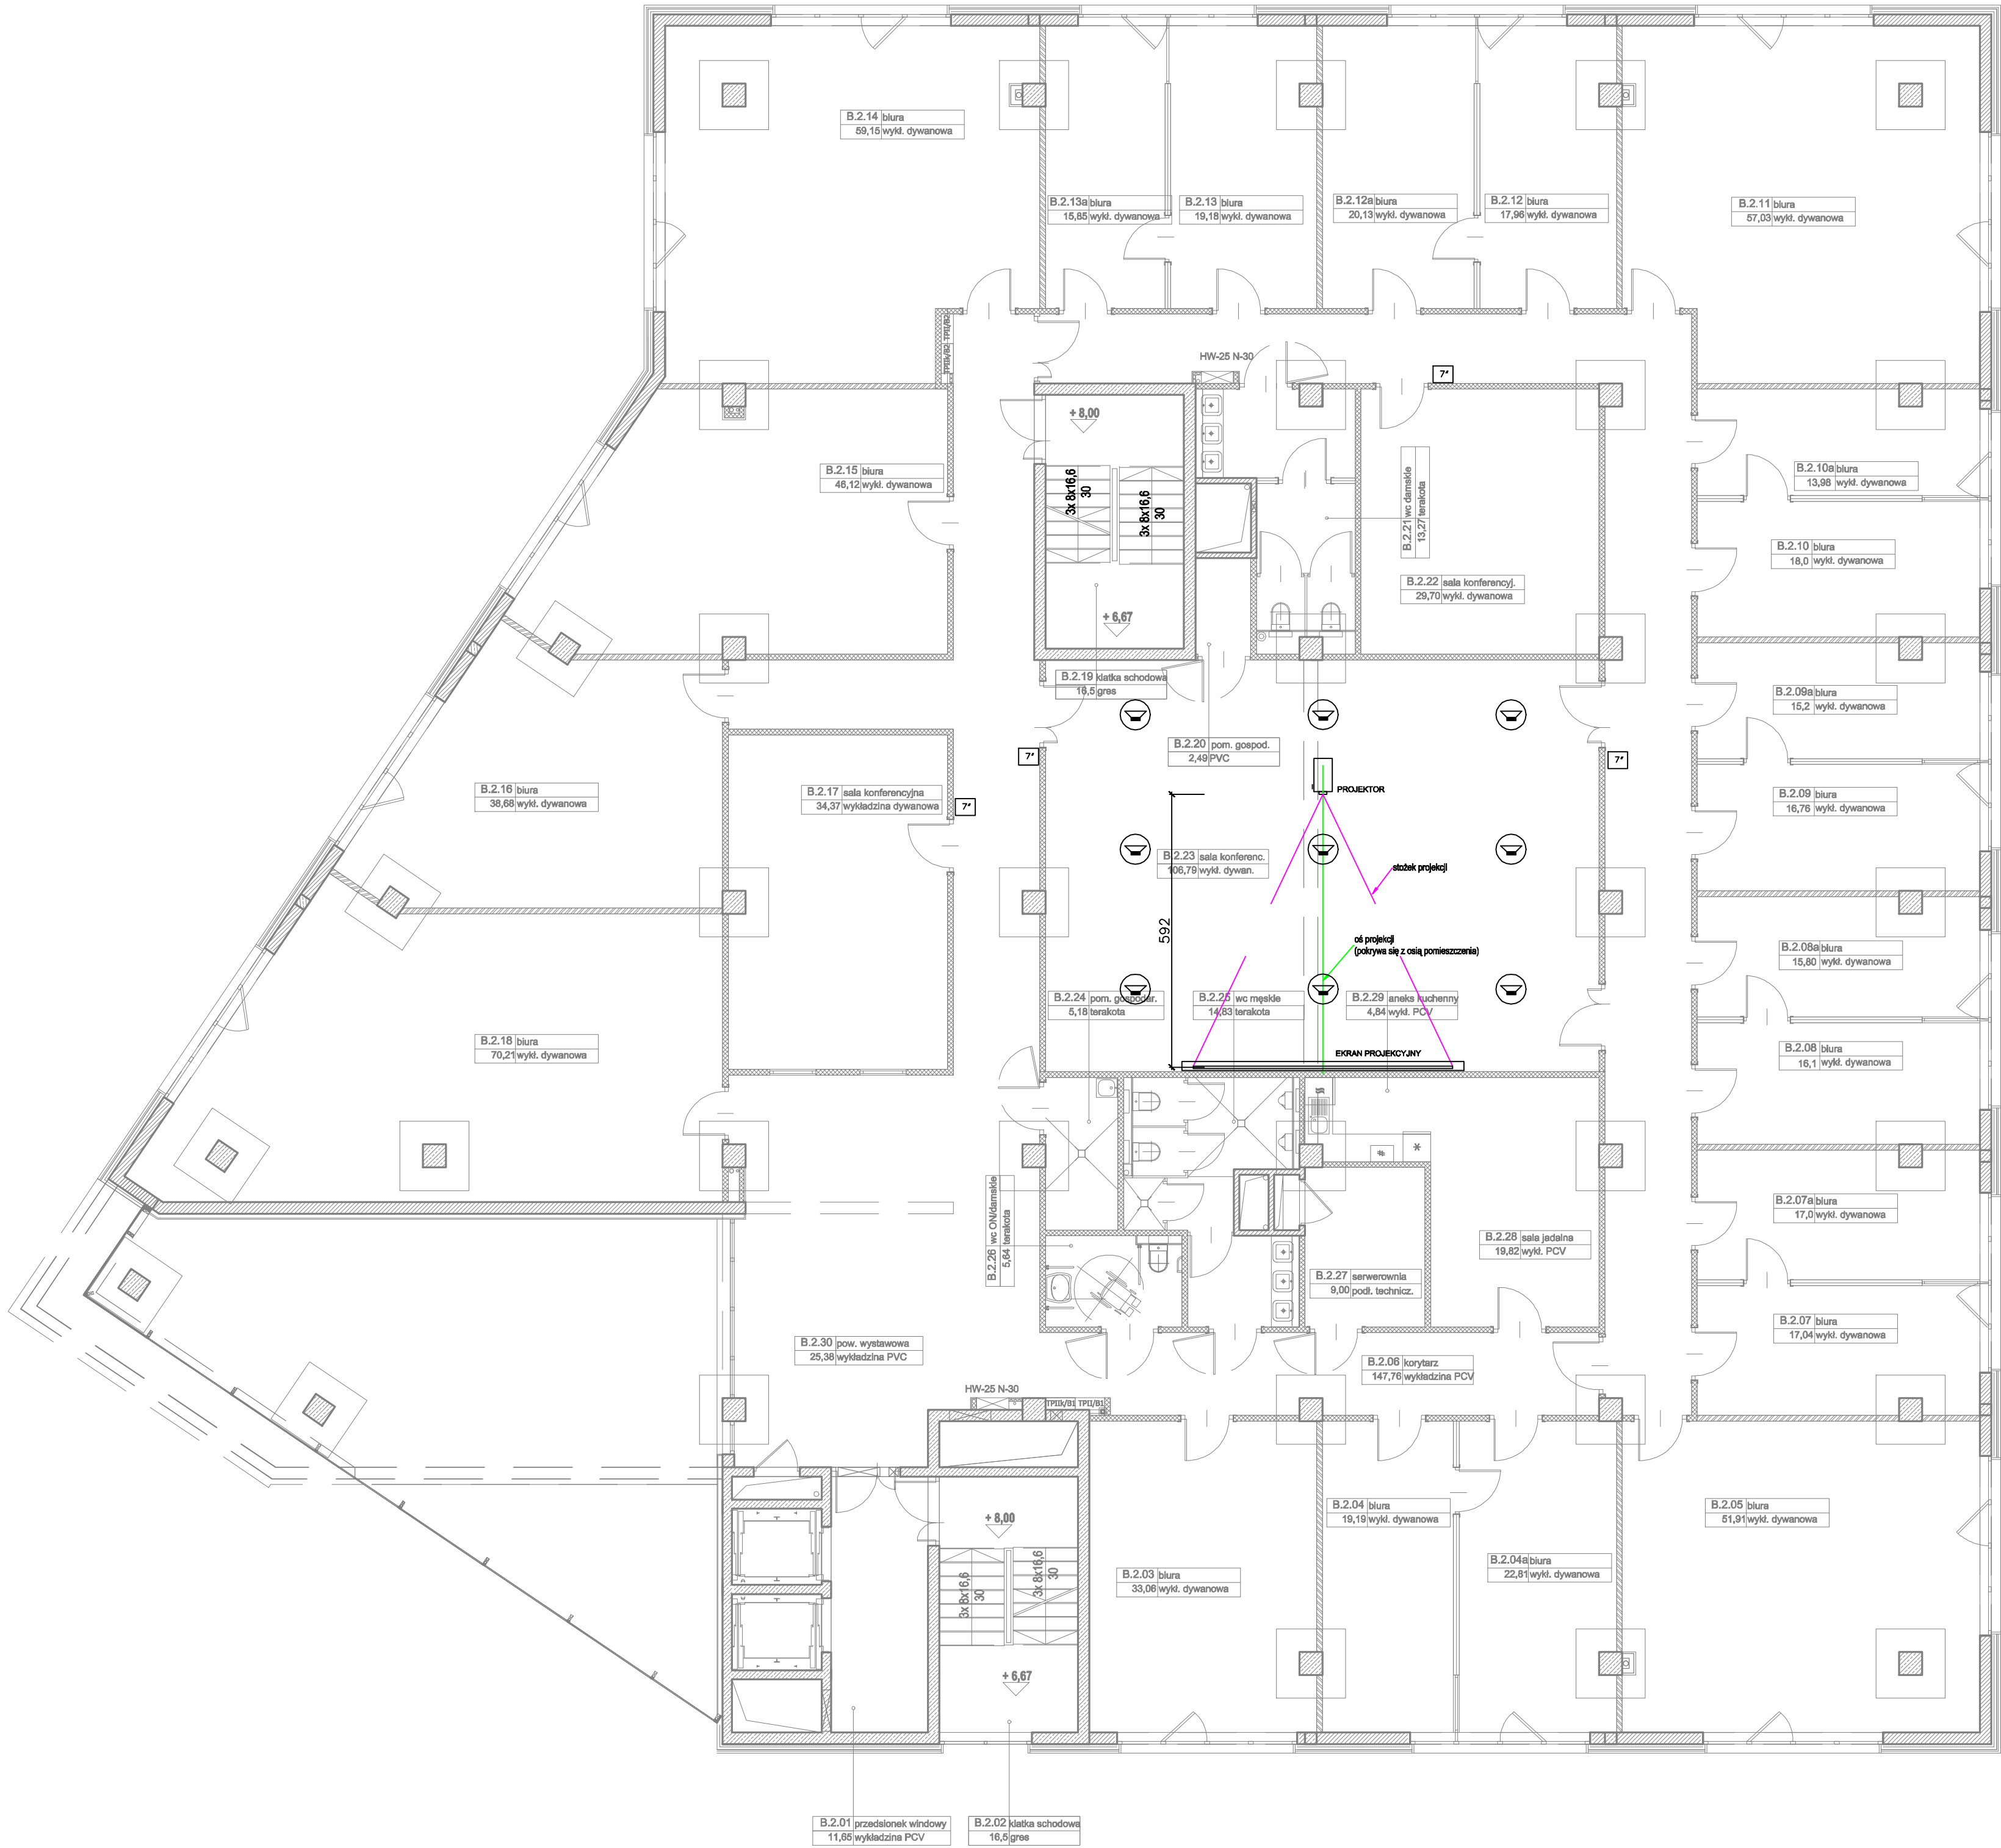 B.2.14 biura
59,15 wykł. dywanowa
B.2.13a biura
15,85 wykł. dywanowa
B.2.13 biura
19,18 wykł. dywanowa
B.2.12a biura
20,13 wykł. dywanowa
B.2.12 biura
17,96 wykł. dywanowa
B.2.11 biura
57,03 wykł. dywanowa
TPIIk/B2 TPII/B2
HW-25 N-30
7"
+ 8,00
3x 8x16,6
30
3x 8x16,6
30
+ 6,67
B.2.15 biura
46,12 wykł. dywanowa
B.2.21 wc damskie
13,27 terakota
B.2.22 sala konferencyj.
29,70 wykł. dywanowa
B.2.10a biura
13,98 wykł. dywanowa
B.2.10 biura
18,0 wykł. dywanowa
B.2.19 klatka schodowa
16,5 gres
B.2.09a biura
15,2 wykł. dywanowa
B.2.20 pom. gospod.
2,49 PVC
7"
7"
PROJEKTOR
B.2.16 biura
38,68 wykł. dywanowa
B.2.17 sala konferencyjna
34,37 wykładzina dywanowa
7"
B.2.09 biura
16,76 wykł. dywanowa
B.2.23 sala konferenc.
106,79 wykł. dywan.
stożek projekcji
592
oś projekcji
(pokrywa się z osią pomieszczenia)
B.2.08a biura
15,80 wykł. dywanowa
B.2.24 pom. gospodar.
5,18 terakota
B.2.25 wc męskie
14,83 terakota
B.2.29 aneks kuchenny
4,84 wykł. PCV
B.2.18 biura
70,21 wykł. dywanowa
EKRAN PROJEKCYJNY
B.2.08 biura
16,1 wykł. dywanowa
B.2.26 wc ON/damskie
5,64 terakota
B.2.07a biura
17,0 wykł. dywanowa
B.2.28 sala jadalna
19,82 wykł. PCV
B.2.27 serwerownia
9,00 podł. technicz.
B.2.07 biura
17,04 wykł. dywanowa
B.2.30 pow. wystawowa
25,38 wykładzina PVC
B.2.06 korytarz
147,76 wykładzina PCV
HW-25 N-30
TPIIk/B1 TPII/B1
B.2.04 biura
19,19 wykł. dywanowa
B.2.05 biura
51,91 wykł. dywanowa
+ 8,00
3x 8x16,6
30
3x 8x16,6
30
B.2.03 biura
33,06 wykł. dywanowa
B.2.04a biura
22,81 wykł. dywanowa
+ 6,67
B.2.01 przedsionek windowy
11,65 wykładzina PCV
B.2.02 klatka schodowa
16,5 gres